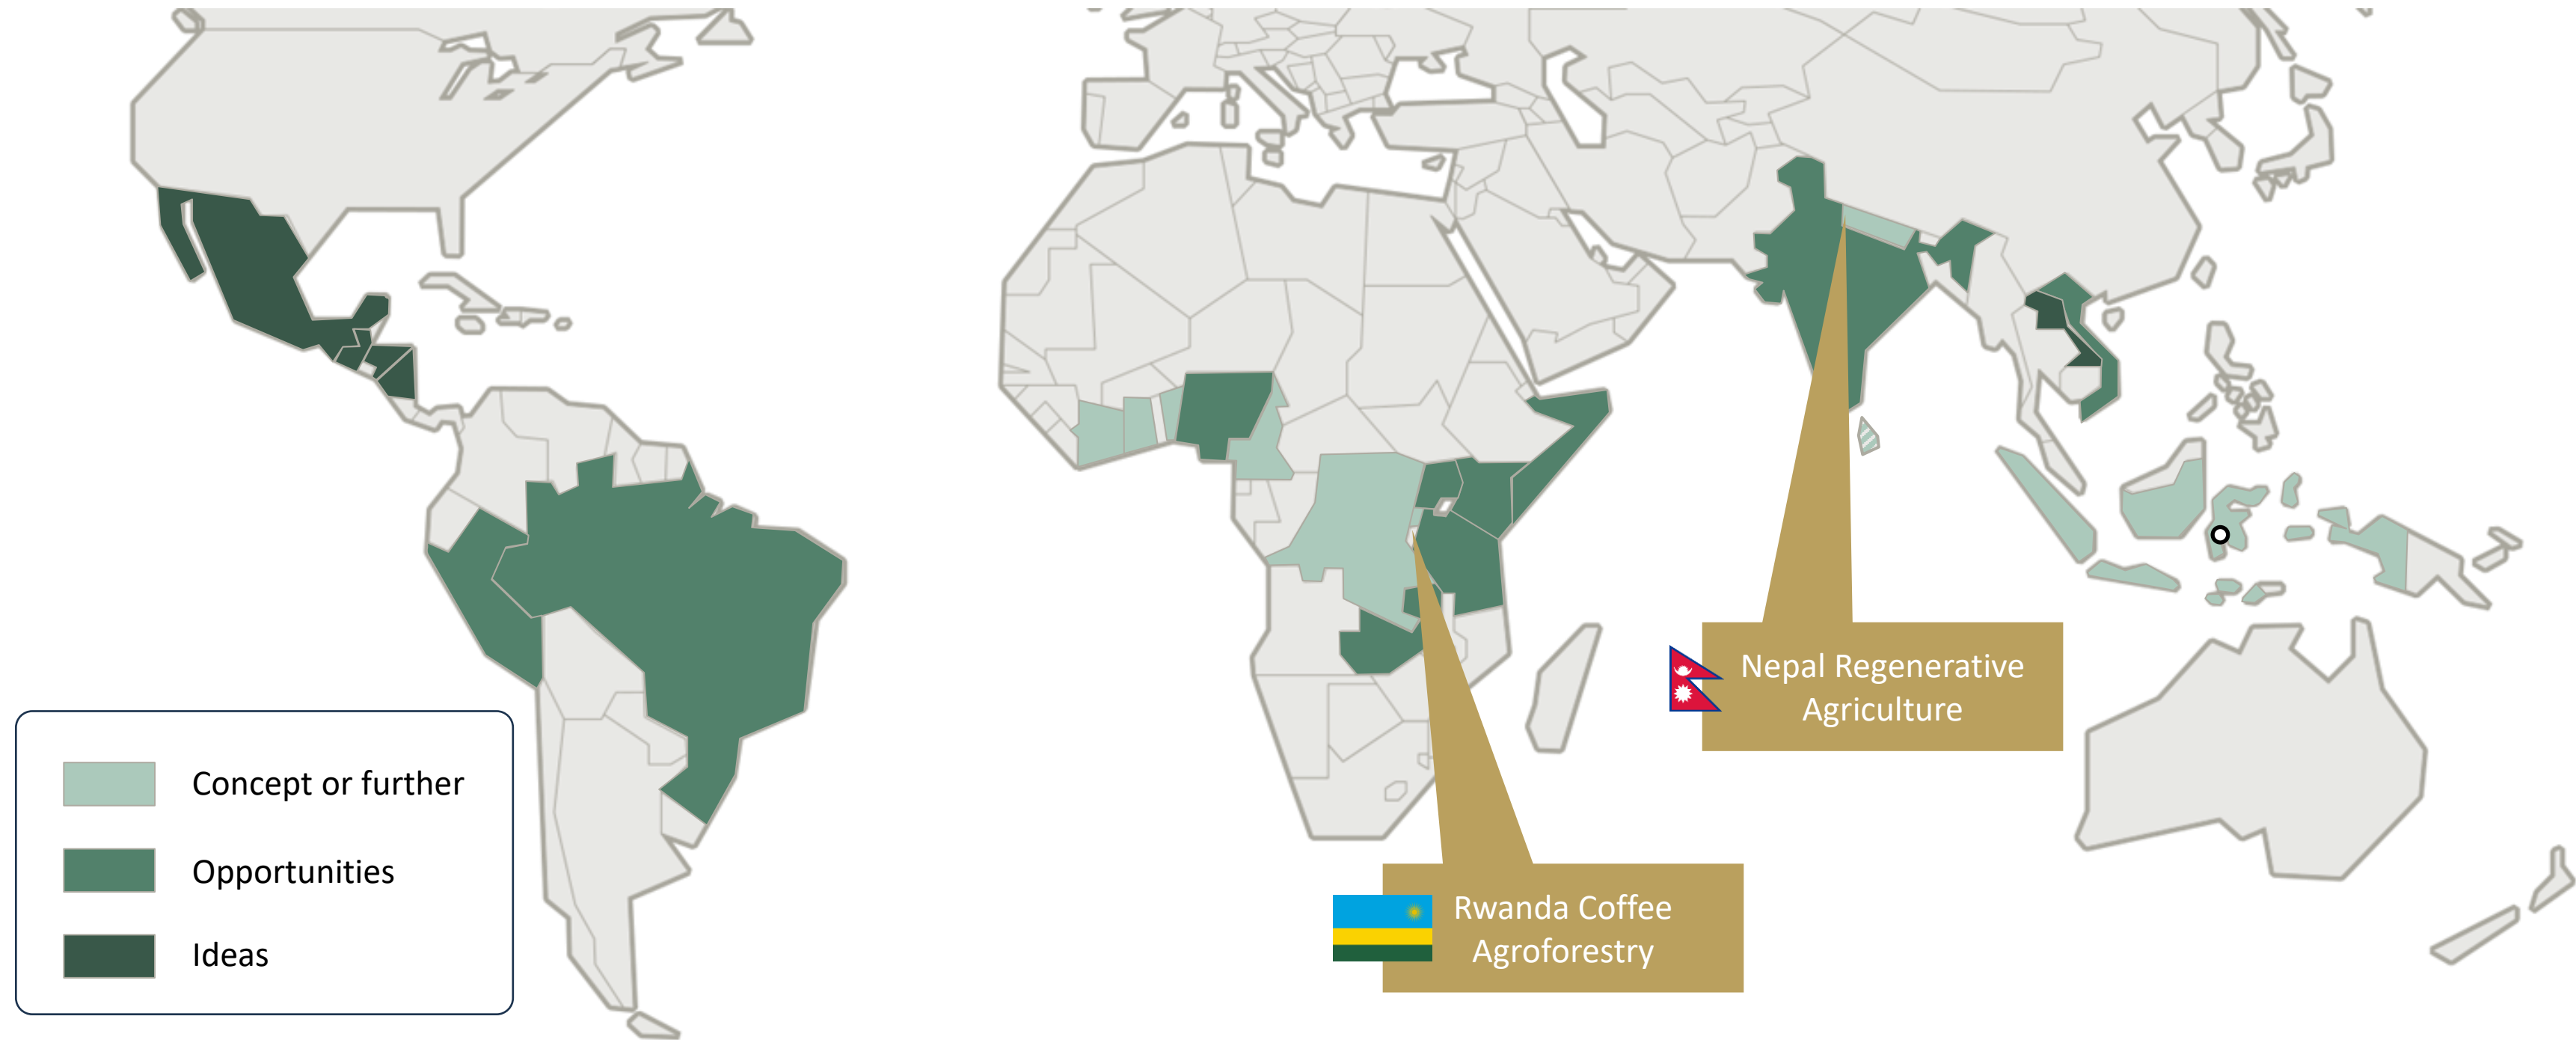 Nepal Regenerative
Agriculture
Concept or further
Opportunities
Ideas
Rwanda Coffee
Agroforestry